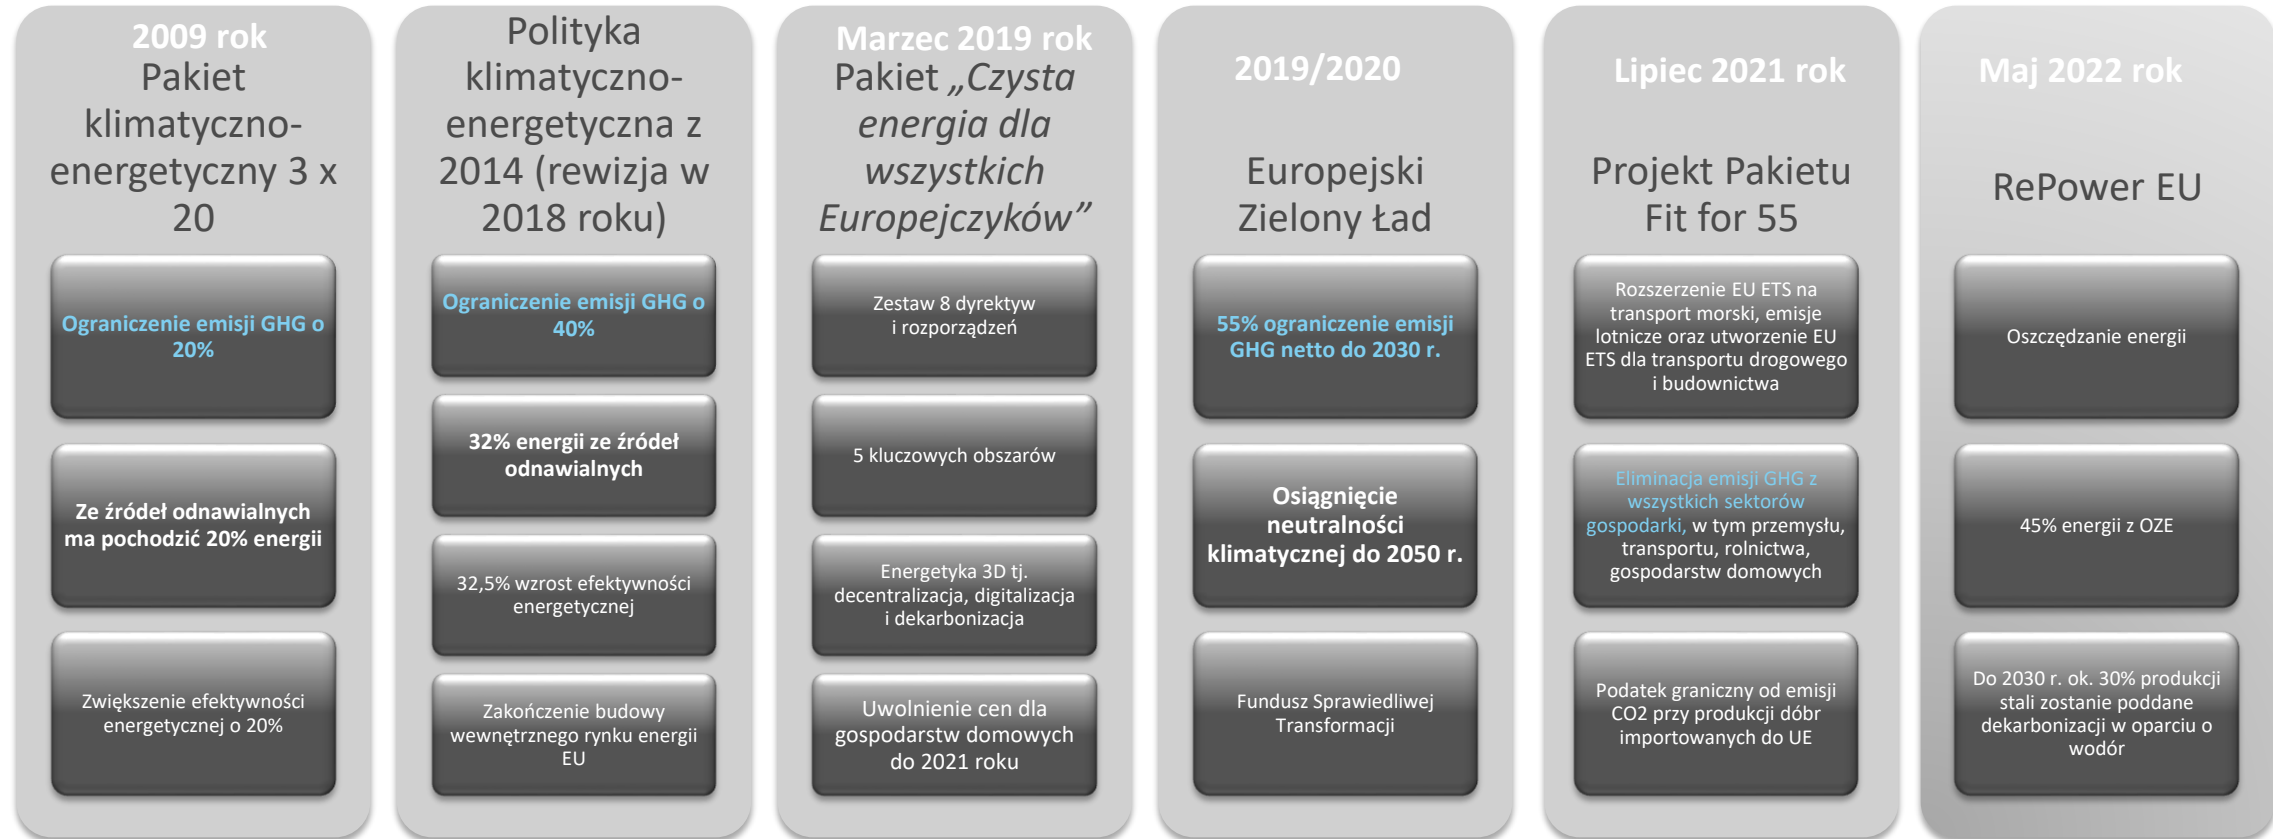 2009 rok
Pakiet
klimatyczno-
energetyczny 3 x
20
Ograniczenie emisji GHG o
20%
Ze źródeł odnawialnych
ma pochodzić 20% energii
Zwiększenie efektywności
energetycznej o 20%
Polityka
klimatyczno-
energetyczna z
2014 (rewizja w
2018 roku)
Ograniczenie emisji GHG o
40%
32% energii ze źródeł
odnawialnych
32,5% wzrost efektywności
energetycznej
Zakończenie budowy
wewnętrznego rynku energii
EU
Marzec 2019 rok
Pakiet „Czysta
energia dla
wszystkich
Europejczyków”
Zestaw 8 dyrektyw
i rozporządzeń
5 kluczowych obszarów
Energetyka 3D tj.
decentralizacja, digitalizacja
i dekarbonizacja
Uwolnienie cen dla
gospodarstw domowych
do 2021 roku
2019/2020
Europejski
Zielony Ład
55% ograniczenie emisji
GHG netto do 2030 r.
Osiągnięcie
neutralności
klimatycznej do 2050 r.
Fundusz Sprawiedliwej
Transformacji
Lipiec 2021 rok
Projekt Pakietu
Fit for 55
Rozszerzenie EU ETS na
transport morski, emisje
lotnicze oraz utworzenie EU
ETS dla transportu drogowego
i budownictwa
Eliminacja emisji GHG z
wszystkich sektorów
gospodarki, w tym przemysłu,
transportu, rolnictwa,
gospodarstw domowych
Podatek graniczny od emisji
CO2 przy produkcji dóbr
importowanych do UE
Maj 2022 rok
RePower EU
Oszczędzanie energii
45% energii z OZE
Do 2030 r. ok. 30% produkcji
stali zostanie poddane
dekarbonizacji w oparciu o
wodór